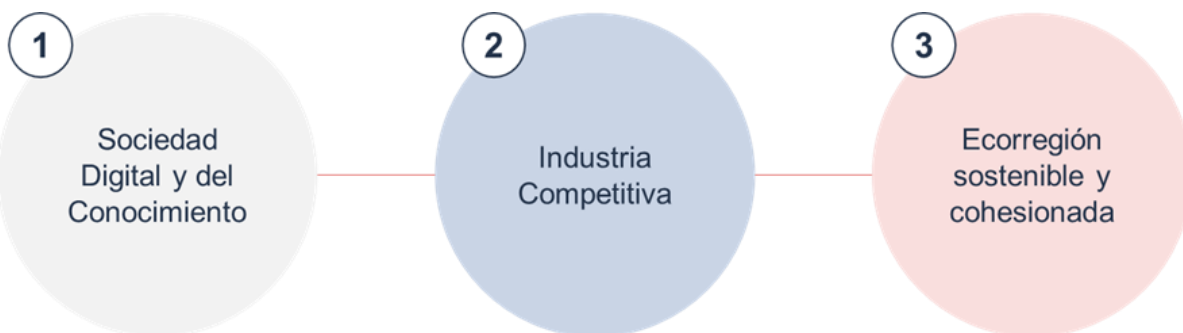 1
Sociedad
Digital y del
Conocimiento
2
Industria
Competitiva
3
Ecorregión
sostenible y
cohesionada